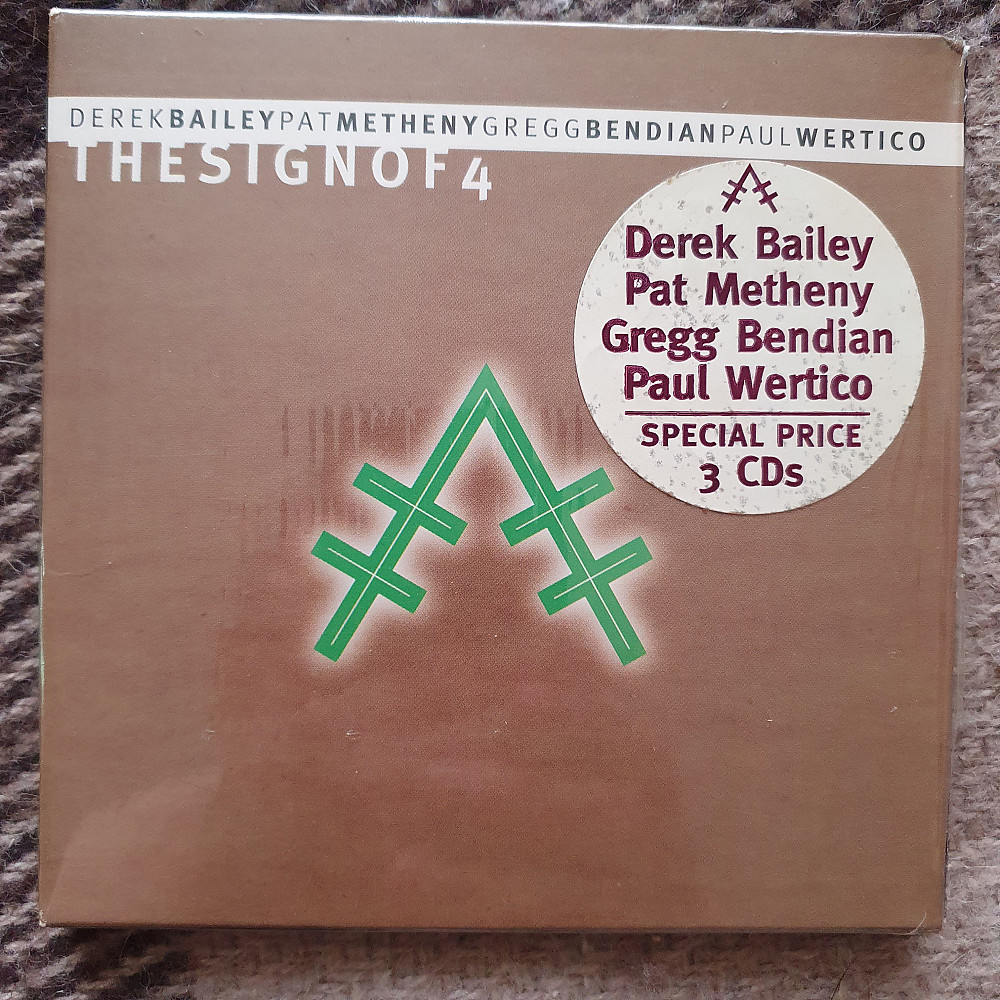 DEREKBAILEYPATMETHENYGREGGBENDIANPAULWERTICO
THESIGNOF4
Derek Bailey
Pat Metheny
Gregg Bendian
Paul Wertico
SPECIAL PRICE
3 CDs